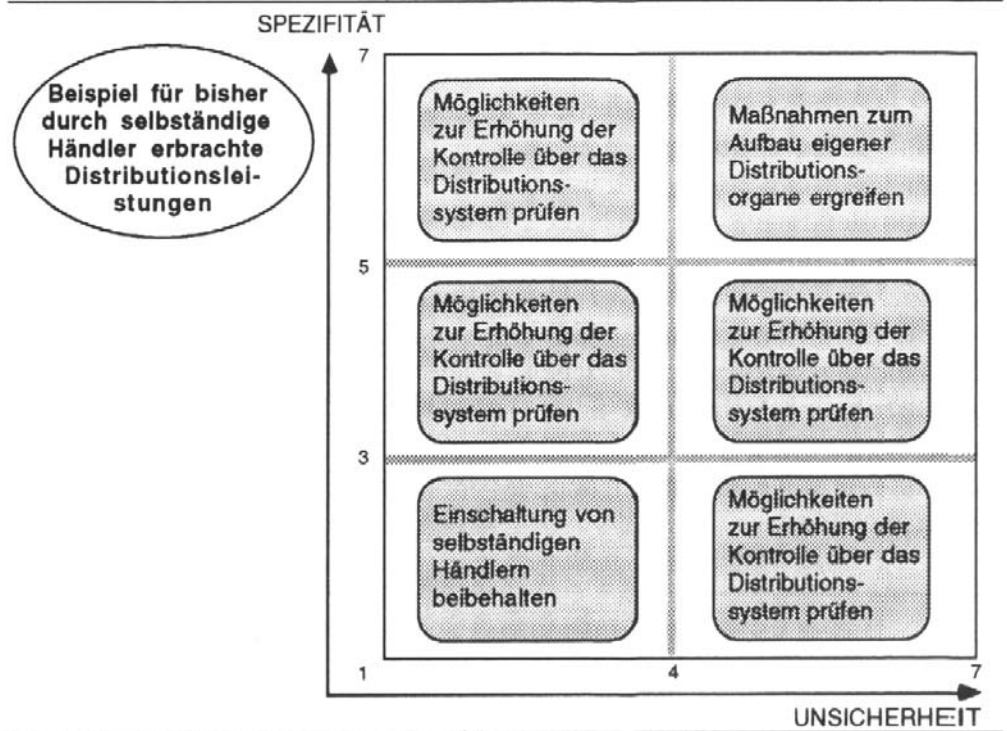 SPEZIFITÄT
Beispiel für bisher
durch selbständige
Händler erbrachte
Distributionslei-
stungen
7
Möglichkeiten
zur Erhöhung der
Kontrolle über das
Distributions-
system prüfen
Maßnahmen zum
Aufbau eigener
Distributions-
organe ergreifen
5
Möglichkeiten
zur Erhöhung der
Kontrolle über das
Distributions-
system prüfen
Möglichkeiten
zur Erhöhung der
Kontrolle über das
Distributions-
system prüfen
3
Einschaltung von
selbständigen
Händlern
beibehalten
Möglichkeiten
zur Erhöhung der
Kontrolle über das
Distributions-
system prüfen
1
4
7
UNSICHERHEIT